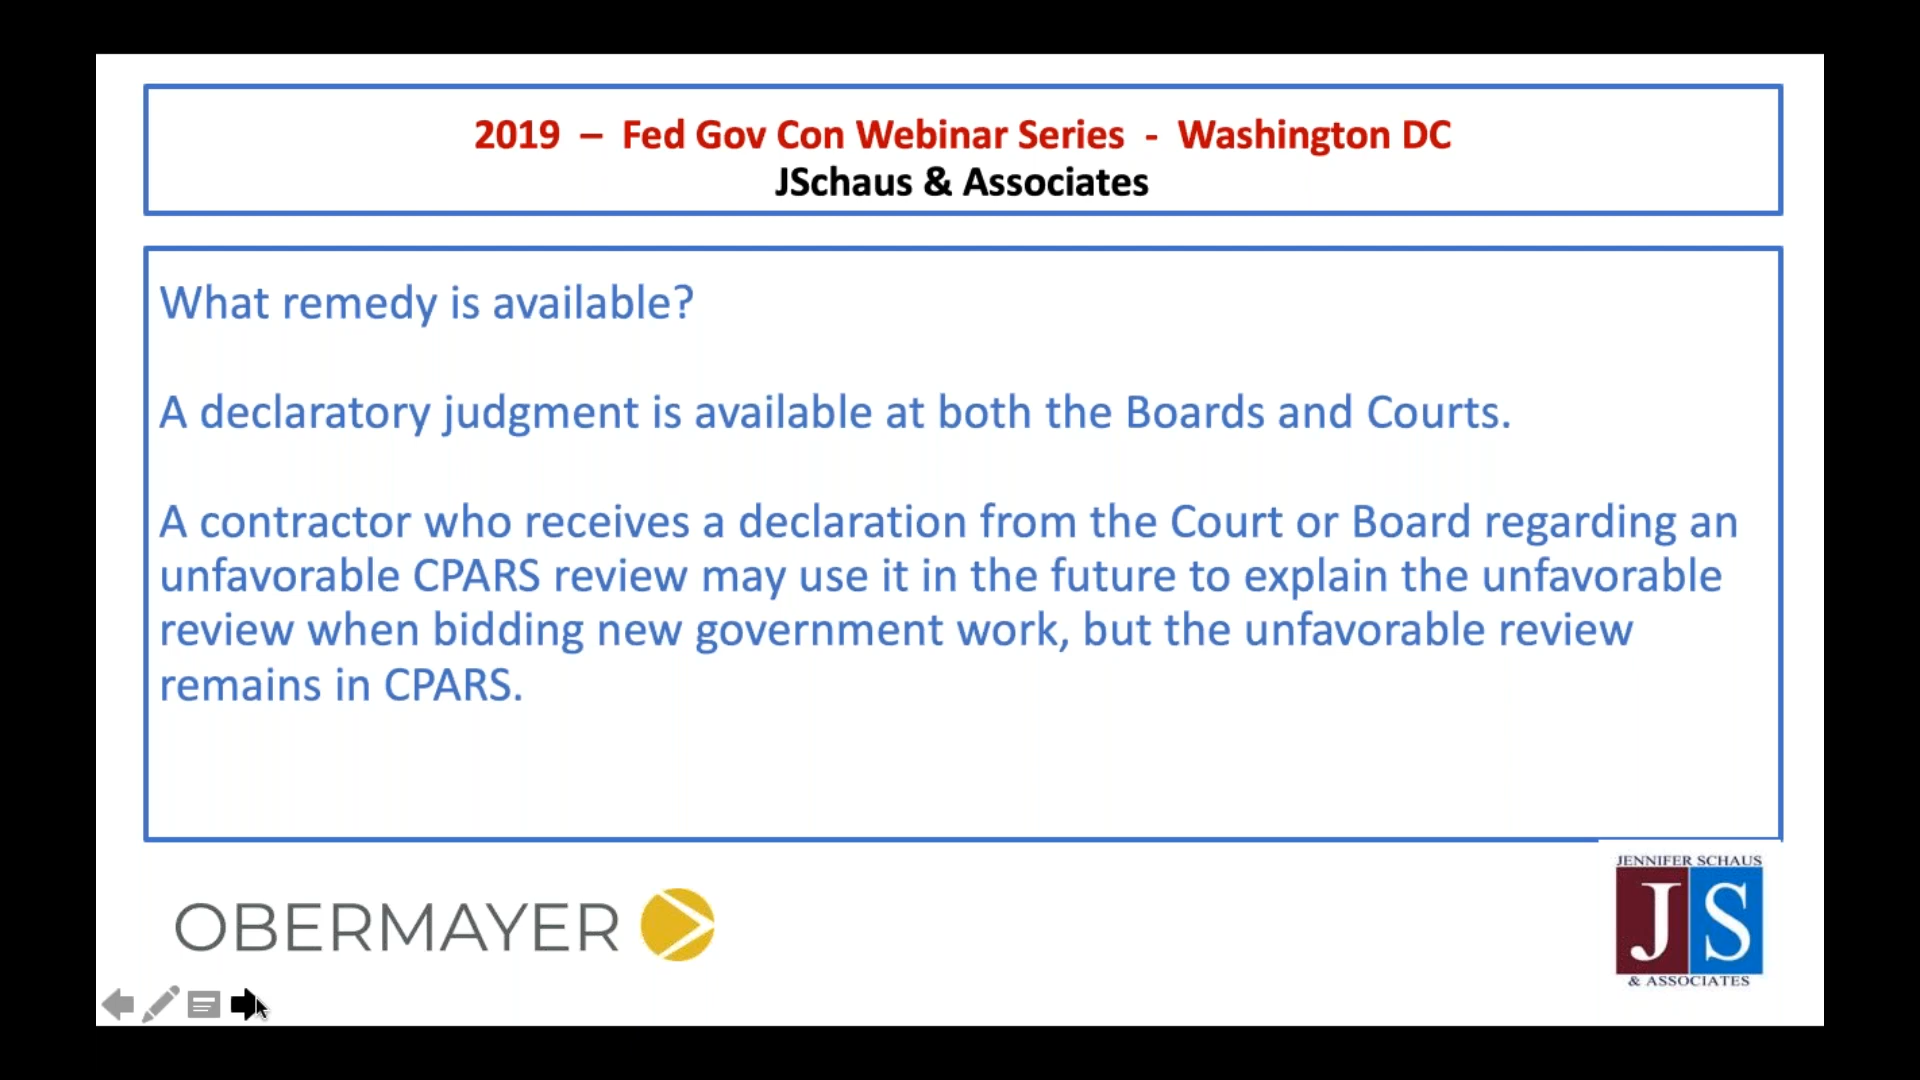 2019 – Fed Gov Con Webinar Series - Washington DC
JSchaus & Associates
What remedy is available?
A declaratory judgment is available at both the Boards and Courts.
A contractor who receives a declaration from the Court or Board regarding an
unfavorable CPARS review may use it in the future to explain the unfavorable
review when bidding new government work, but the unfavorable review
remains in CPARS.
OBERMAYER
JENNIFER SCHAUS
JS
& ASSOCIATES